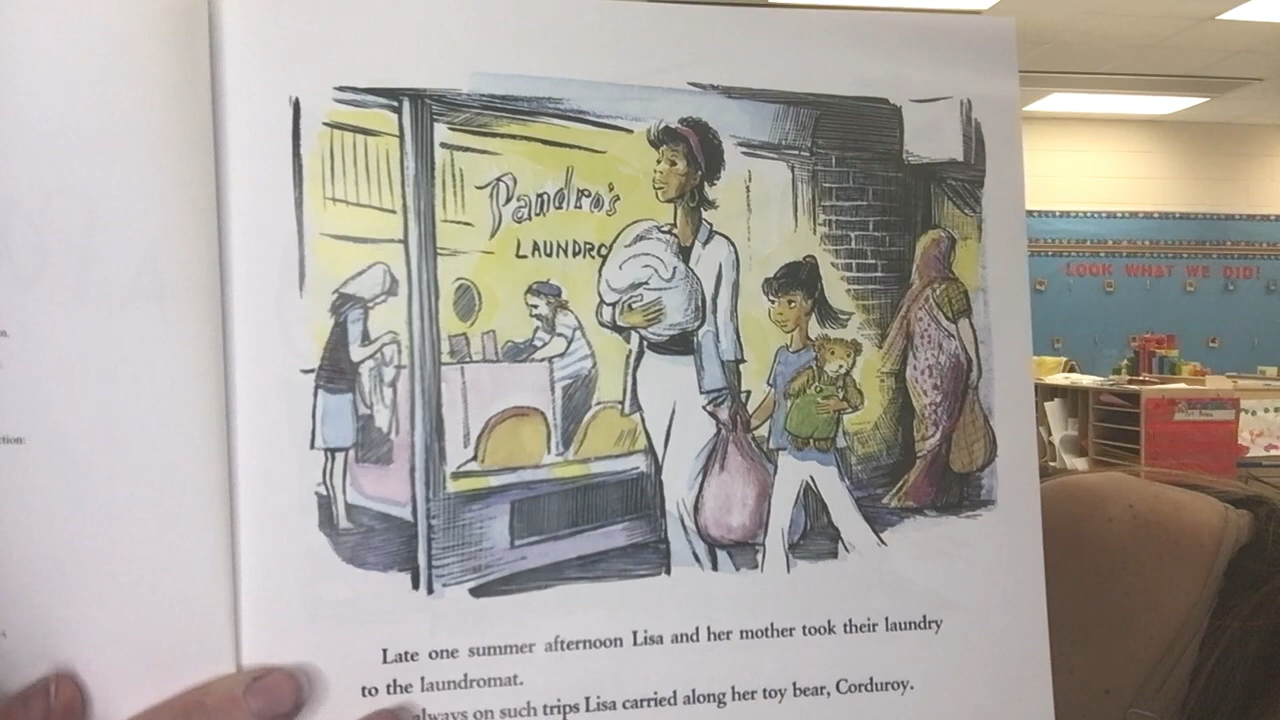 Pandro's
LAUNDRO
LOOK WHAT WE DID!
Late one summer afternoon Lisa and her mother took their laundry
to the laundromat.
always on such trips Lisa carried along her toy bear, Corduroy.